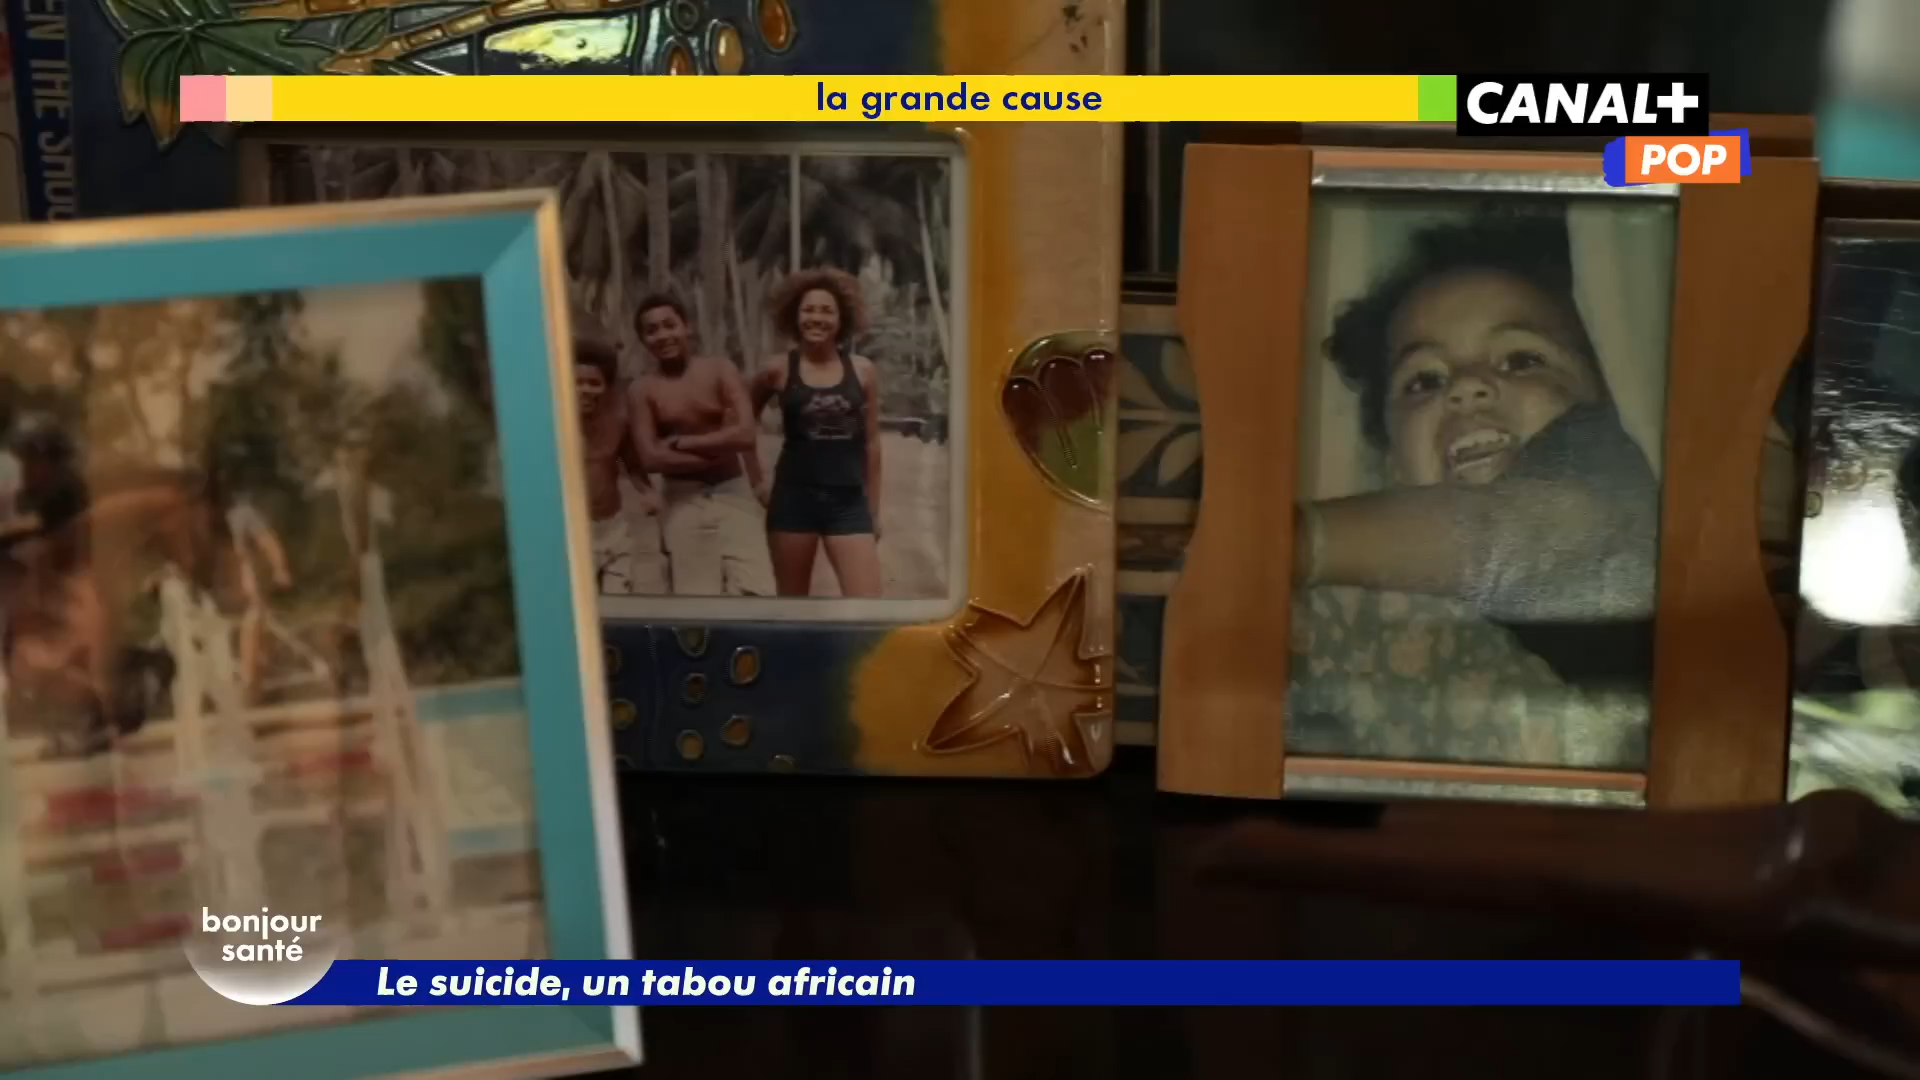 la grande cause
CANAL+
POP
bonjour
santé
Le suicide, un tabou africain